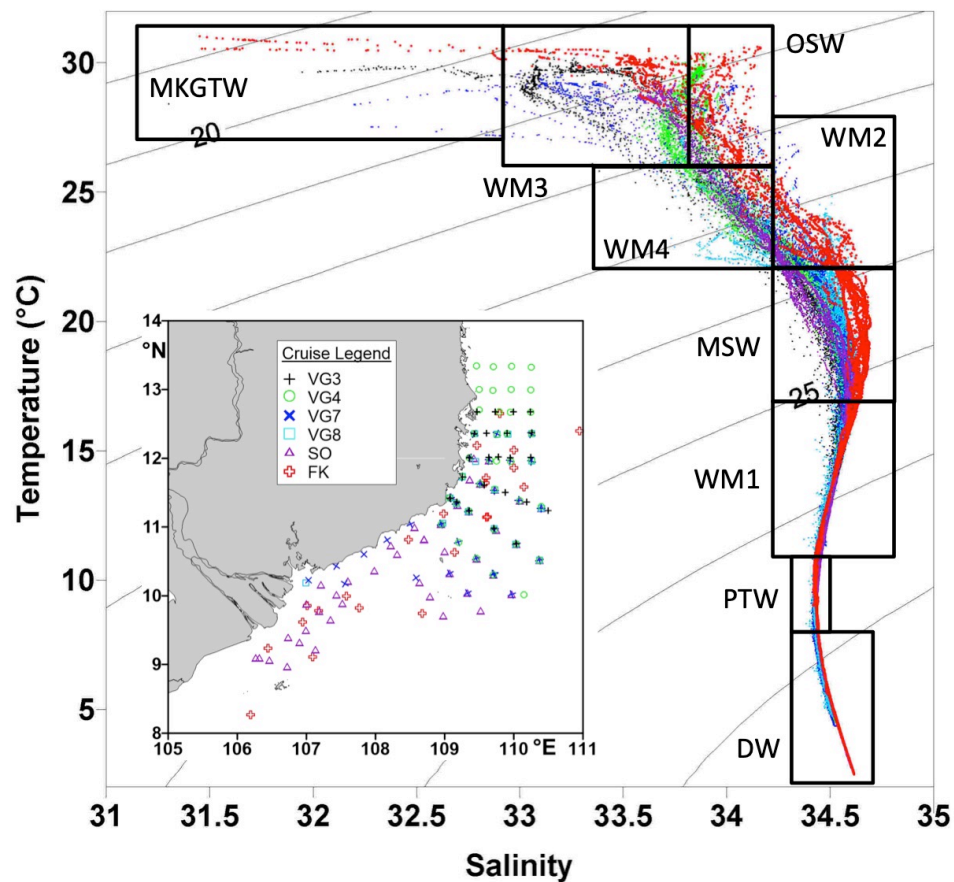 30
OSW
MKGTW
20
WM2
25
WM3
WM4
14
°N
Cruise Legend
VG3
VG4
VG7
VG8
SO
FK
13
12
11
10
9
8
105
106
107
108
109
110
°E
111
20
MSW
25
15
WM1
10
PTW
5
DW
Temperature (°C)
31
31.5
32
32.5
33
33.5
34
34.5
35
Salinity